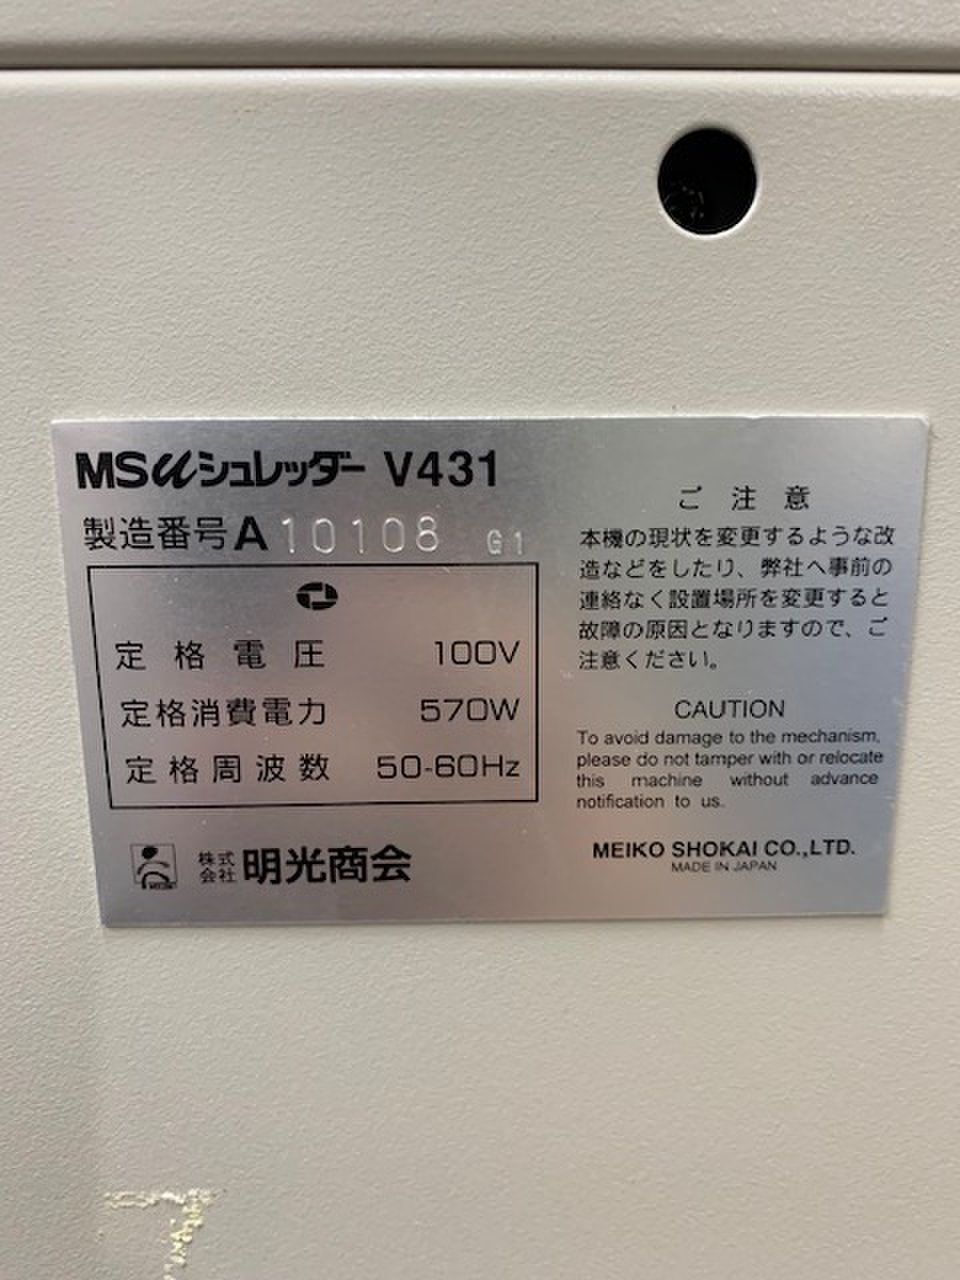 MSμシュレッダー V431
製造番号 A10108 G1
定格電圧 100V
定格消費電力 570W
定格周波数 50-60Hz
株式会社 明光商会
ご注意
本機の現状を変更するような改
造などをしたり、弊社へ事前の
連絡なく設置場所を変更すると
故障の原因となりますので、ご
注意ください。
CAUTION
To avoid damage to the mechanism,
please do not tamper with or relocate
this machine without advance
notification to us.
MEIKO SHOKAI CO.,LTD.
MADE IN JAPAN